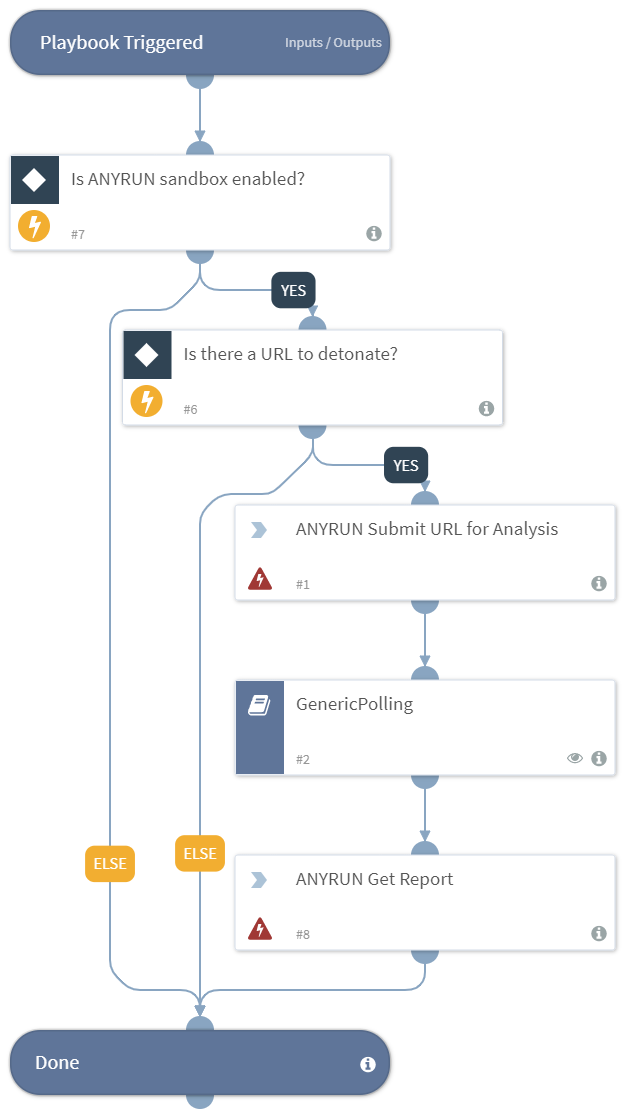 Playbook Triggered Inputs / Outputs
Is ANYRUN sandbox enabled?
#7
YES
Is there a URL to detonate?
#6
YES
ANYRUN Submit URL for Analysis
#1
GenericPolling
#2
ELSE
ELSE
ANYRUN Get Report
#8
Done